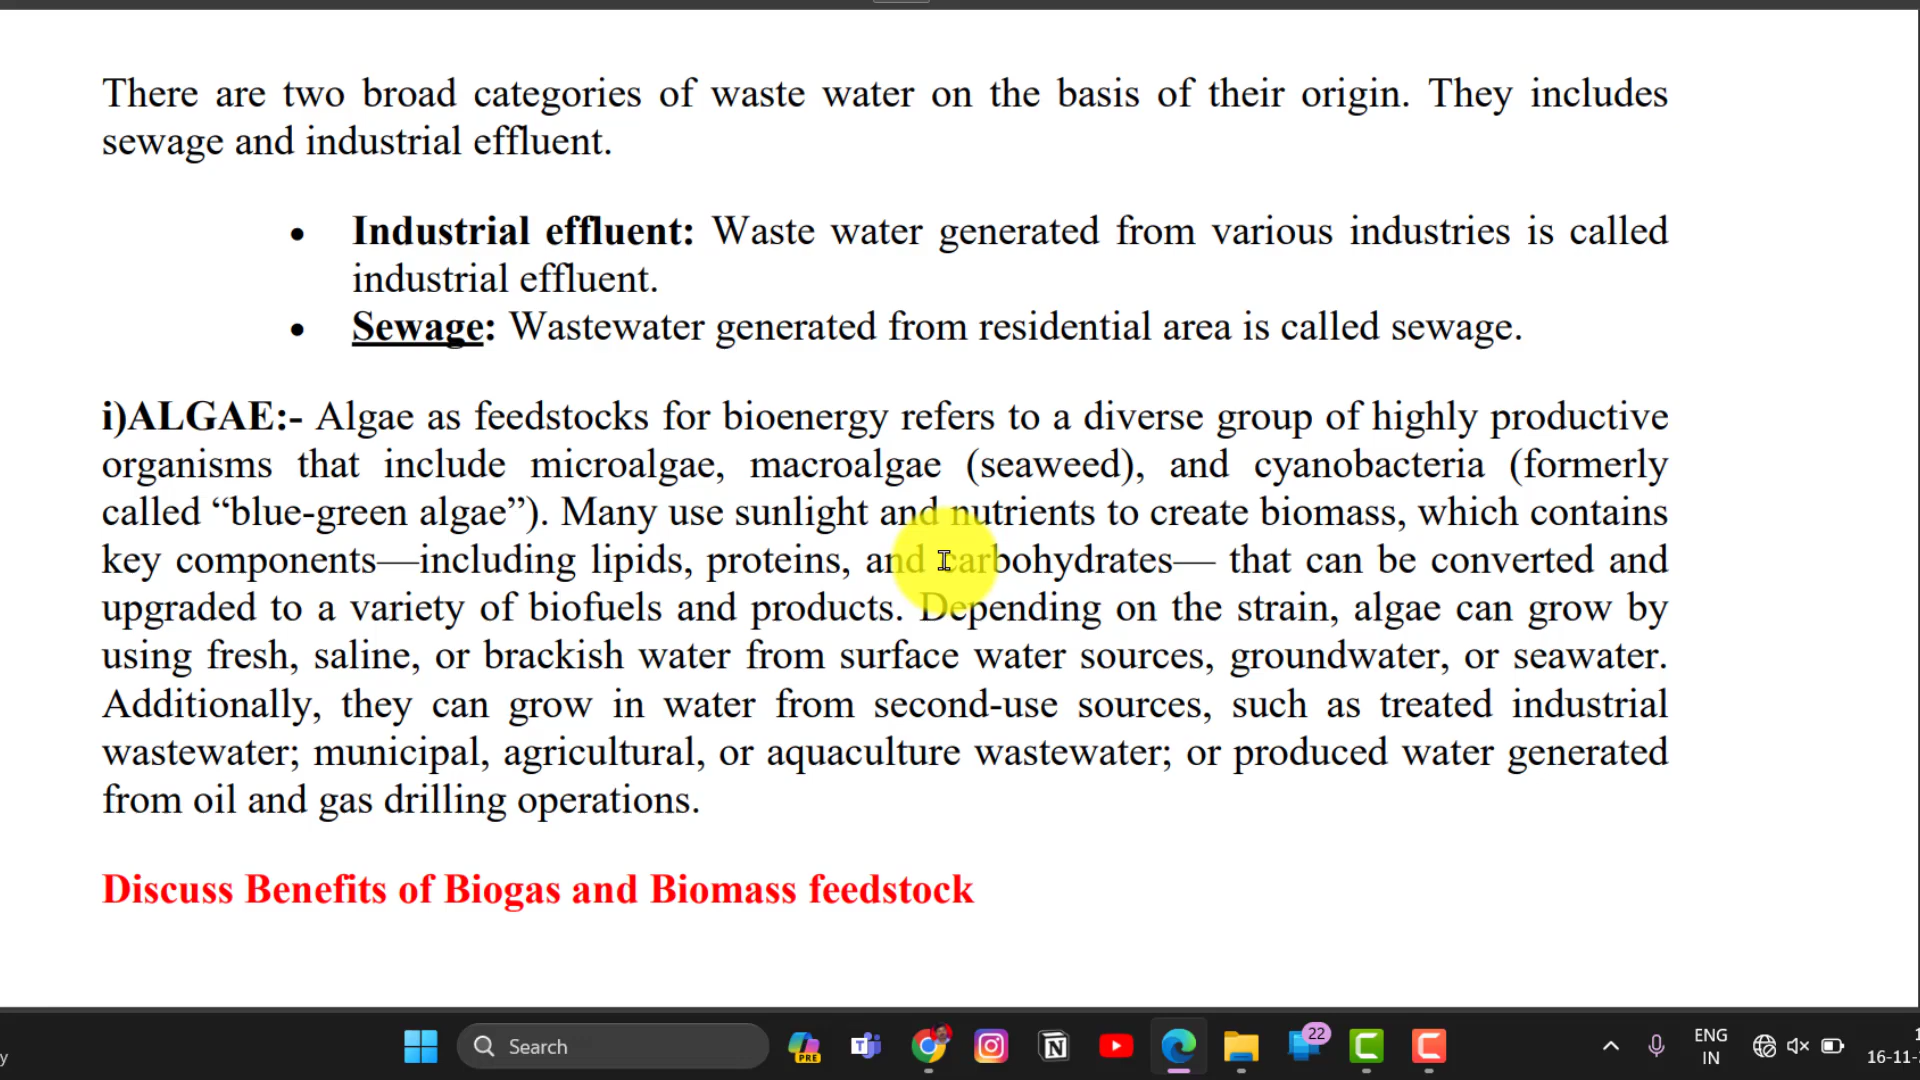 There are two broad categories of waste water on the basis of their origin. They includes
sewage and industrial effluent.
• Industrial effluent: Waste water generated from various industries is called
industrial effluent.
• Sewage: Wastewater generated from residential area is called sewage.
i)ALGAE:- Algae as feedstocks for bioenergy refers to a diverse group of highly productive
organisms that include microalgae, macroalgae (seaweed), and cyanobacteria (formerly
called “blue-green algae”). Many use sunlight and nutrients to create biomass, which contains
key components—including lipids, proteins, and carbohydrates— that can be converted and
upgraded to a variety of biofuels and products. Depending on the strain, algae can grow by
using fresh, saline, or brackish water from surface water sources, groundwater, or seawater.
Additionally, they can grow in water from second-use sources, such as treated industrial
wastewater; municipal, agricultural, or aquaculture wastewater; or produced water generated
from oil and gas drilling operations.
Discuss Benefits of Biogas and Biomass feedstock
Search
PRE
22
ENG
IN
16-11-